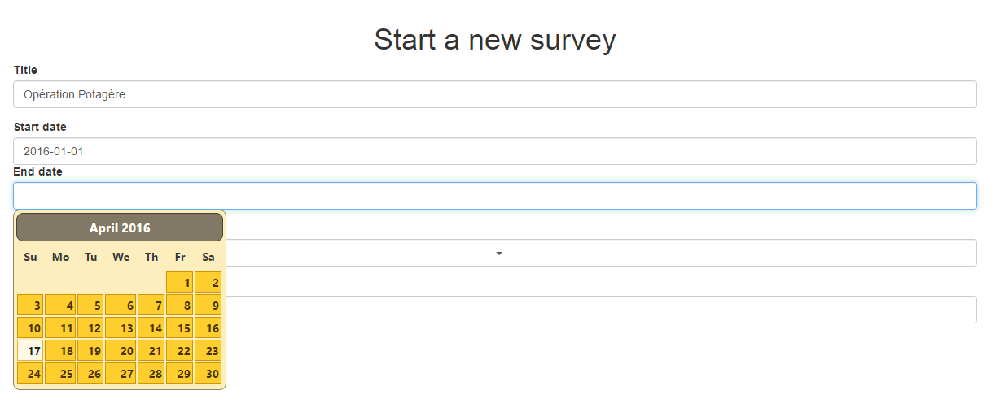 Start a new survey
Title
Opération Potagère
Start date
2016-01-01
End date
April 2016
Su Mo Tu We Th Fr Sa
1 2
3 4 5 6 7 8 9
10 11 12 13 14 15 16
17 18 19 20 21 22 23
24 25 26 27 28 29 30